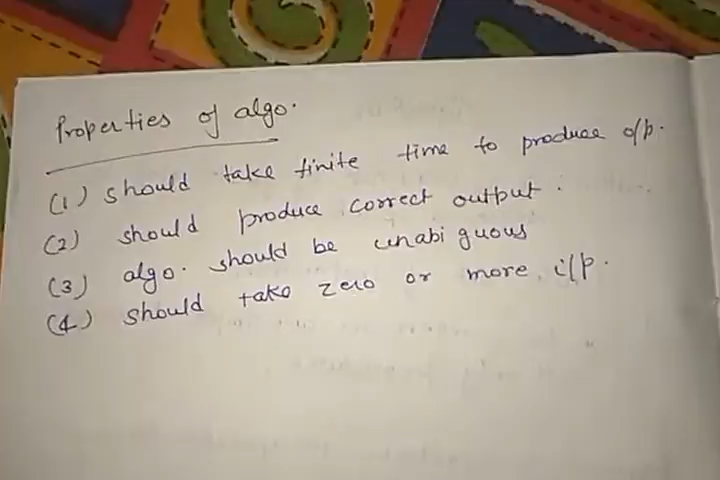 Properties of algo.
(1) should take finite time to produce o/p.
(2) should produce correct output.
(3) algo. should be unabiguous
(4) should take zero or more i/p.